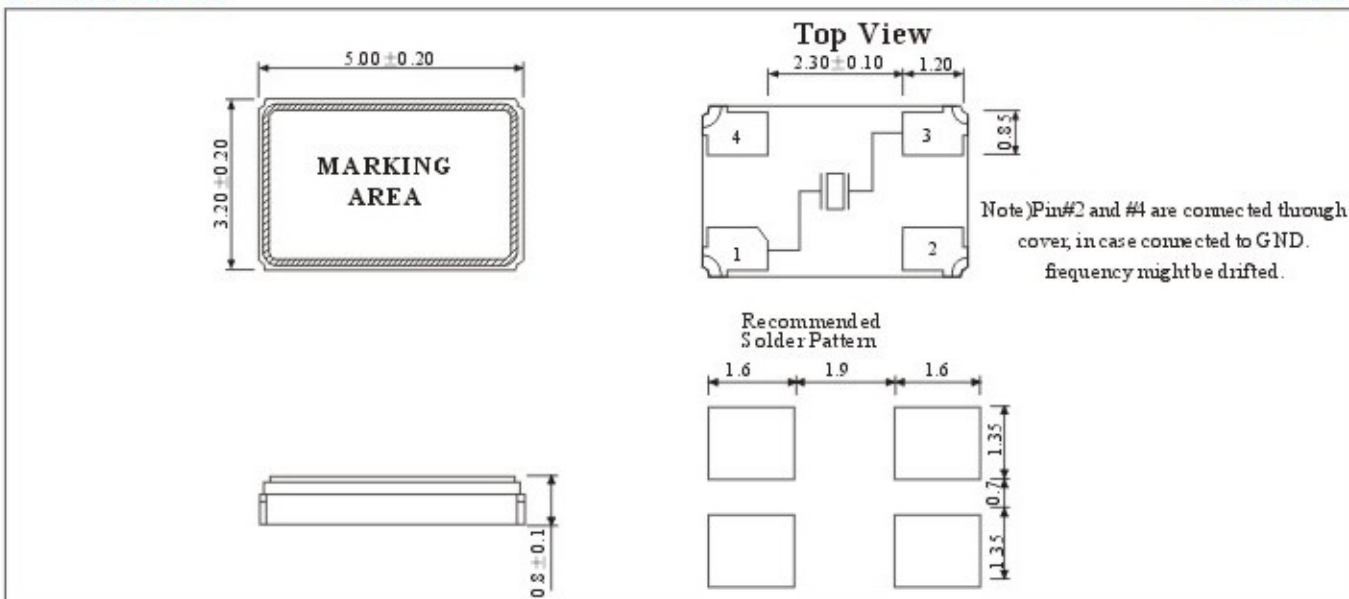 5.00±0.20
3.20±0.20
MARKING
AREA
Top View
2.30±0.10
1.20
4
3
0.85
1
2
Note)Pin#2 and #4 are connected through
cover, in case connected to GND.
frequency mightbe drifted.
Recommended
Solder Pattern
1.6
1.9
1.6
1.35
0.7
1.35
0.8±0.1